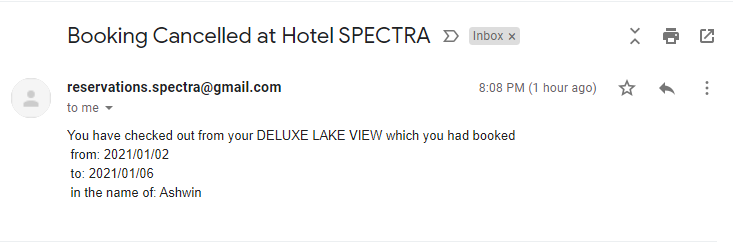 Booking Cancelled at Hotel SPECTRA Inbox ×
reservations.spectra@gmail.com 8:08 PM (1 hour ago)
to me
You have checked out from your DELUXE LAKE VIEW which you had booked
from: 2021/01/02
to: 2021/01/06
in the name of: Ashwin